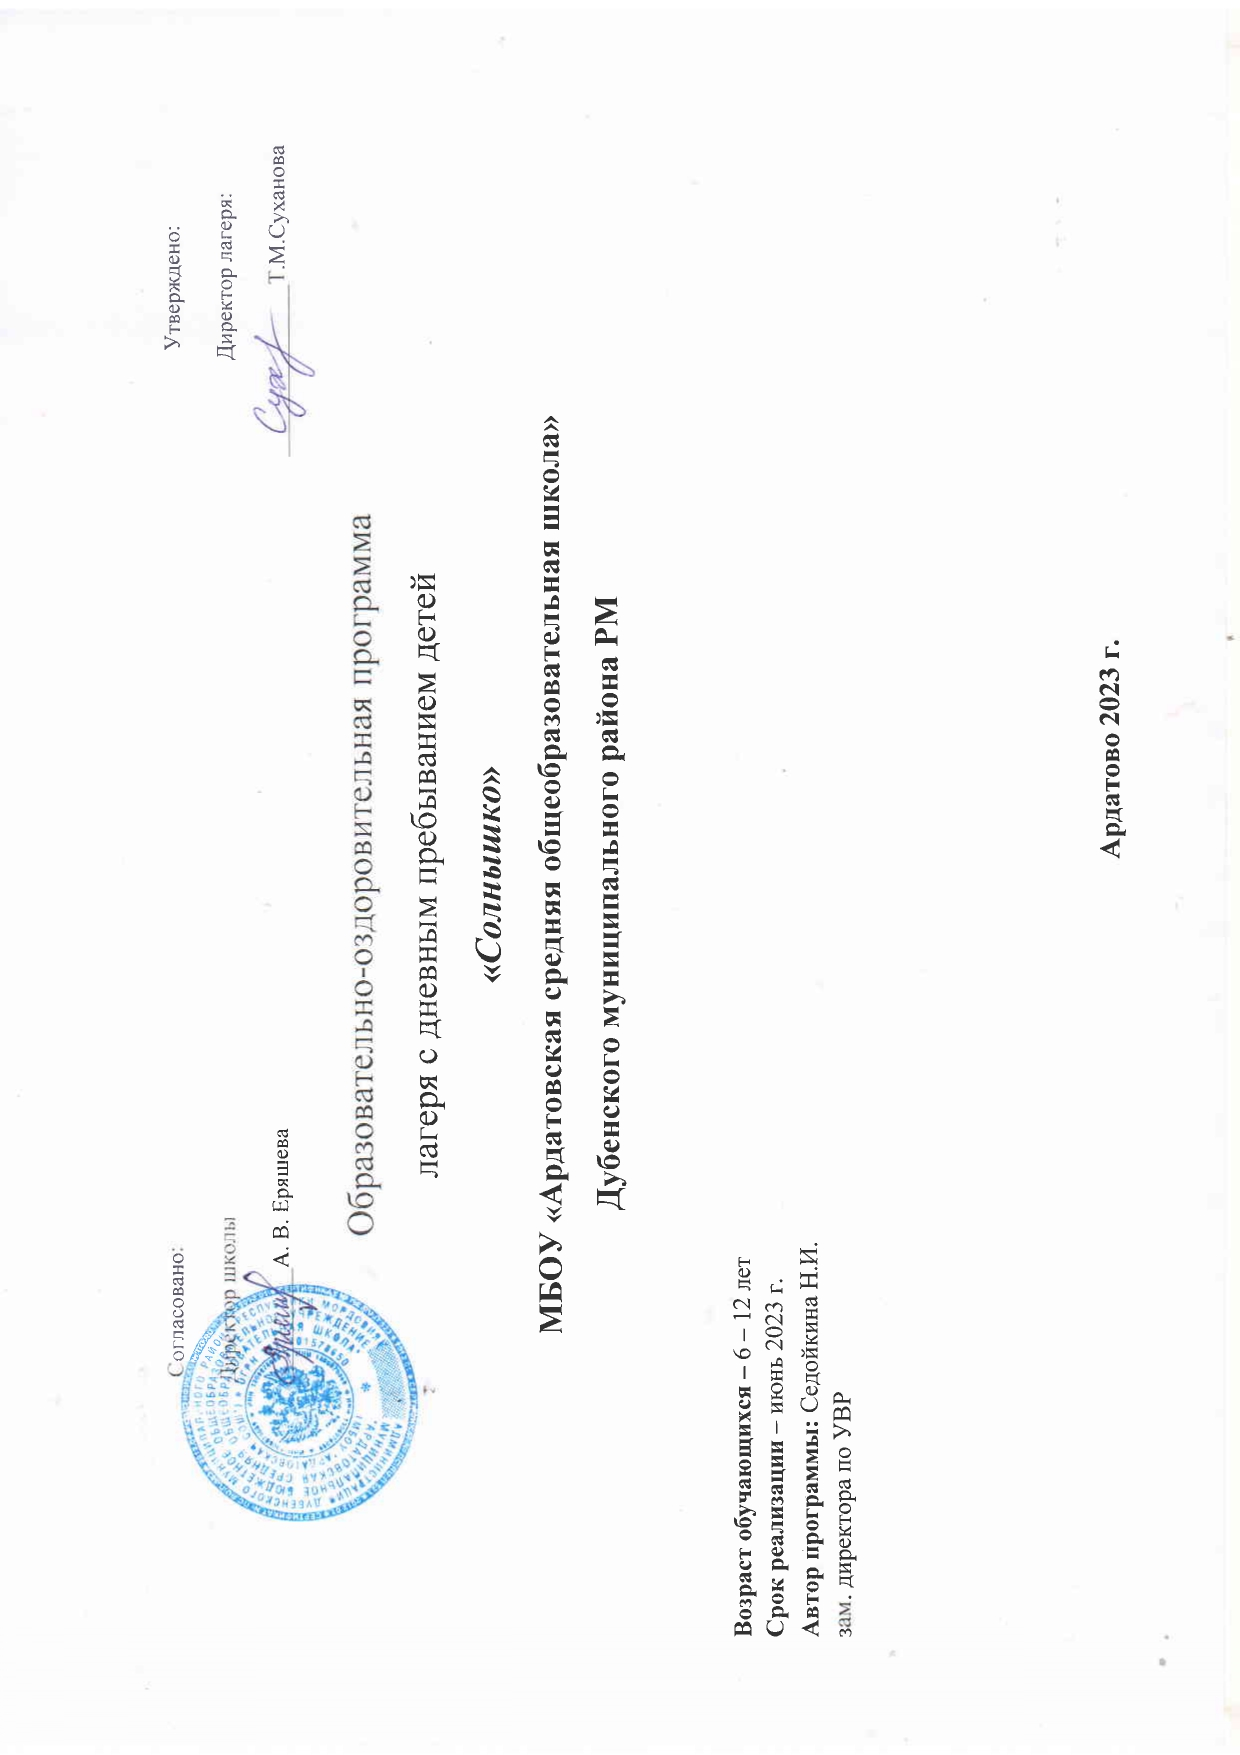 Согласовано:
Утверждено:
Директор школы
Директор лагеря:
А. В. Еряшева
Т.М.Суханова
Образовательно-оздоровительная программа
лагеря с дневным пребыванием детей
«Солнышко»
МБОУ «Ардатовская средняя общеобразовательная школа»
Дубенского муниципального района РМ
Возраст обучающихся – 6 – 12 лет
Срок реализации – июнь 2023 г.
Автор программы: Седойкина Н.И.
зам. директора по УВР
Ардатово 2023 г.